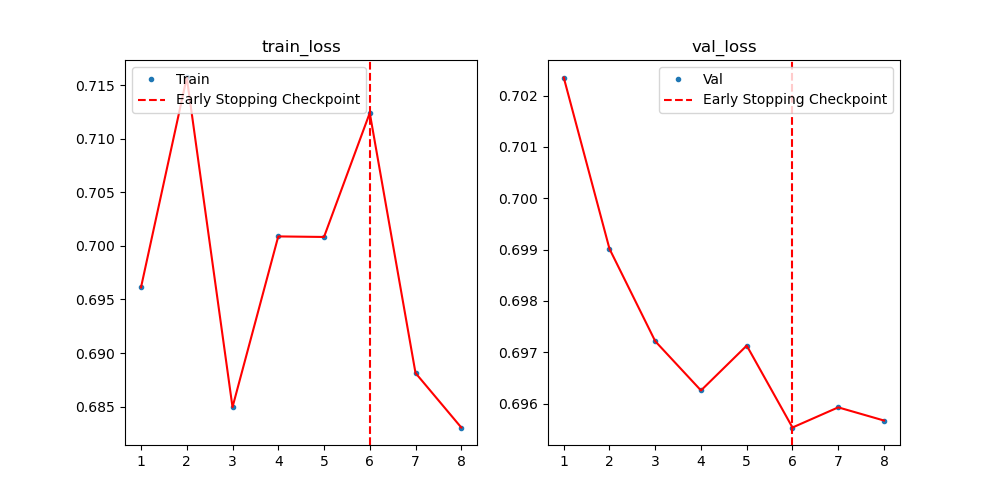 train_loss
Train
Early Stopping Checkpoint
0.715
0.710
0.705
0.700
0.695
0.690
0.685
1 2 3 4 5 6 7 8
val_loss
Val
Early Stopping Checkpoint
0.702
0.701
0.700
0.699
0.698
0.697
0.696
1 2 3 4 5 6 7 8